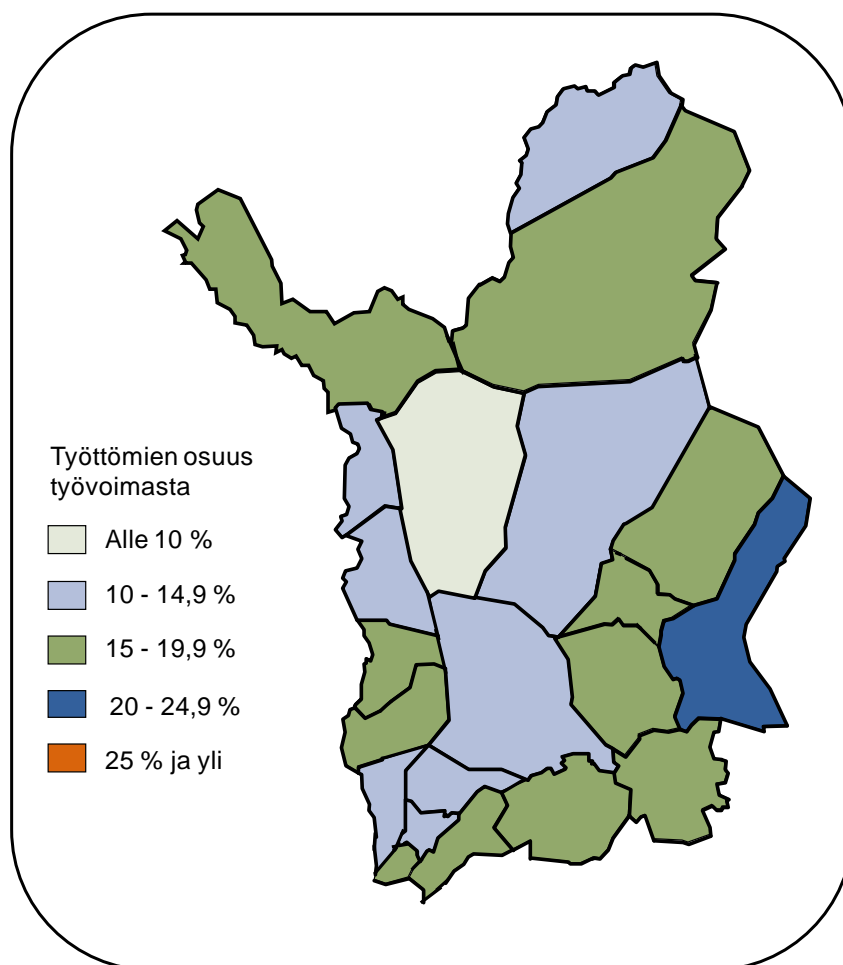 Työttömien osuus
työvoimasta
Alle 10 %
10 - 14,9 %
15 - 19,9 %
20 - 24,9 %
25 % ja yli